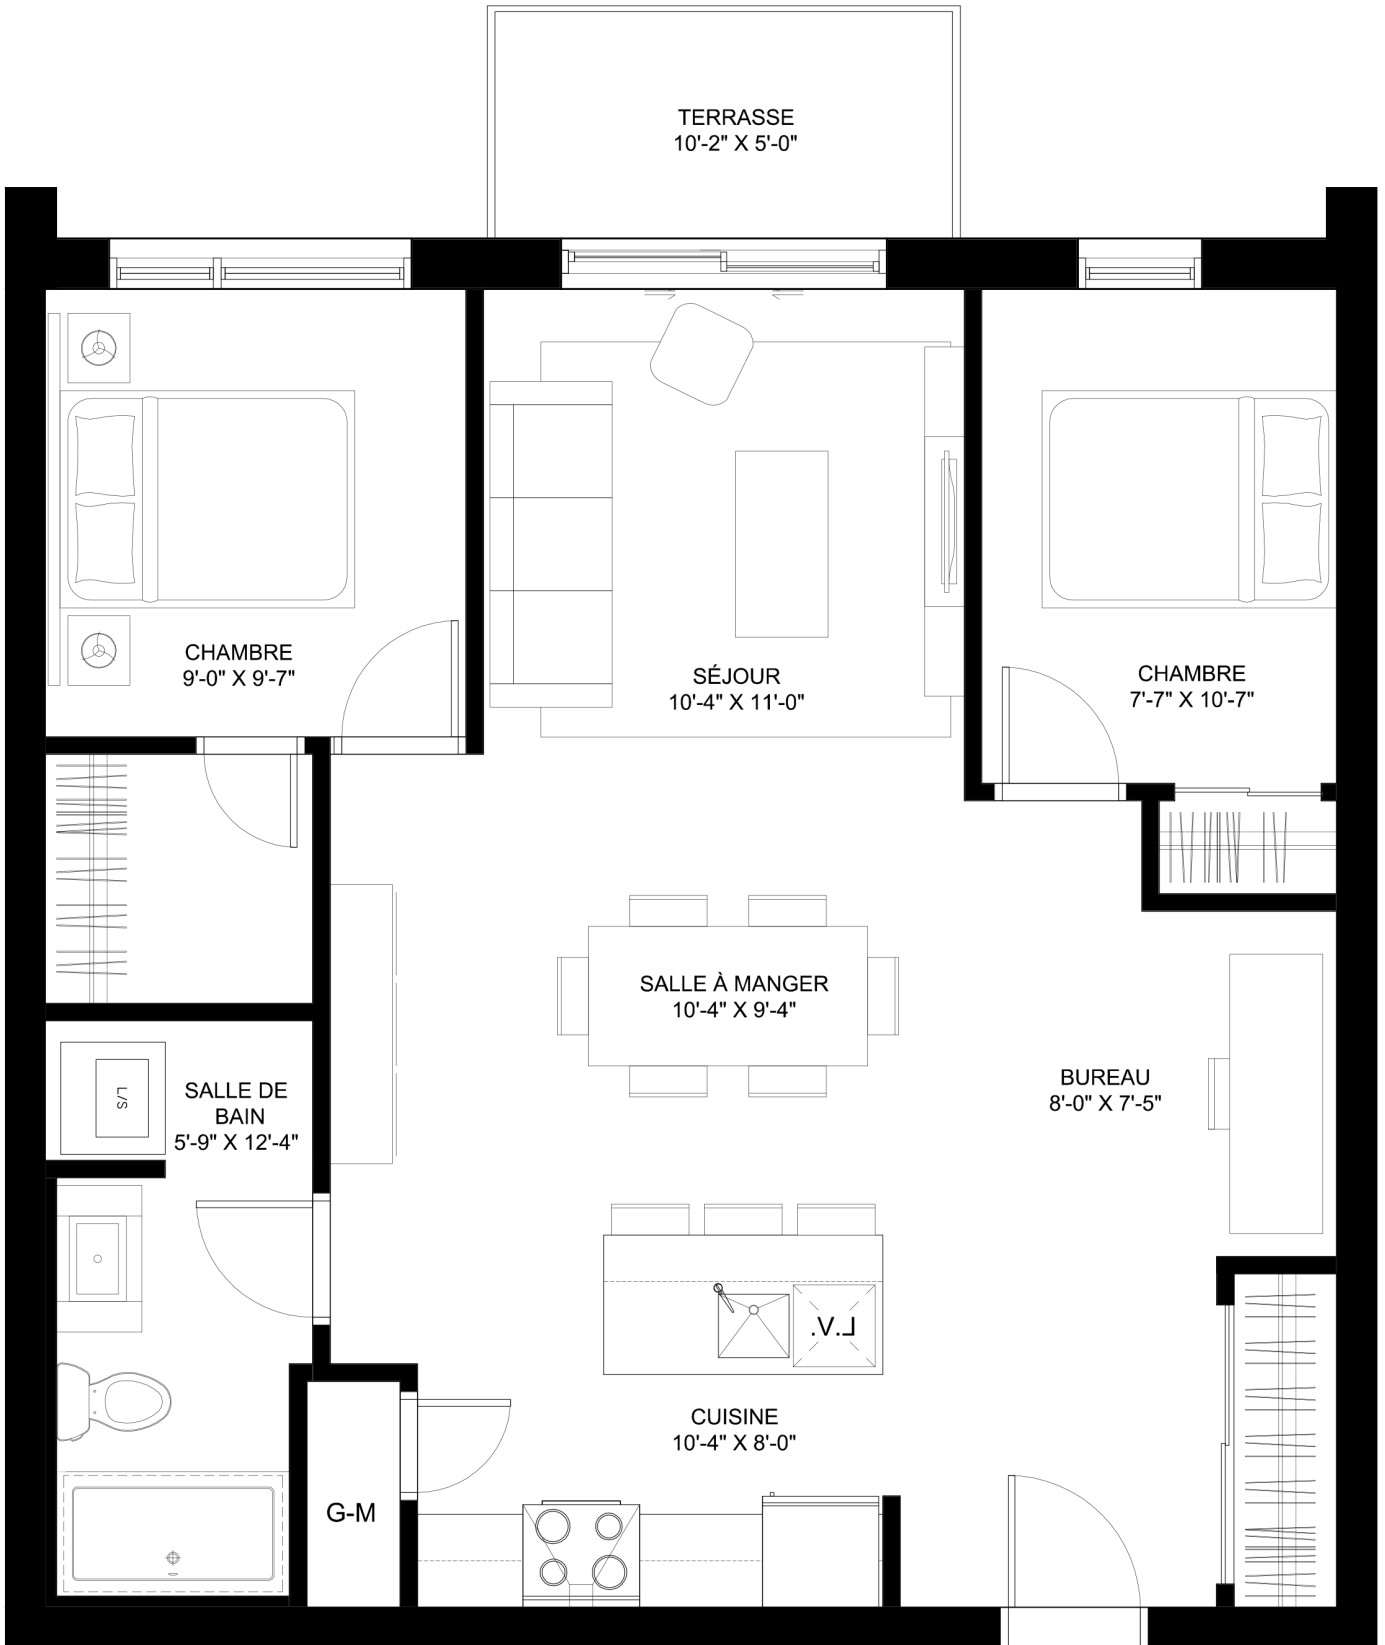 TERRASSE
10'-2" X 5'-0"
CHAMBRE
9'-0" X 9'-7"
SÉJOUR
10'-4" X 11'-0"
CHAMBRE
7'-7" X 10'-7"
SALLE À MANGER
10'-4" X 9'-4"
L/S
SALLE DE
BAIN
5'-9" X 12'-4"
BUREAU
8'-0" X 7'-5"
L.V.
CUISINE
10'-4" X 8'-0"
G-M